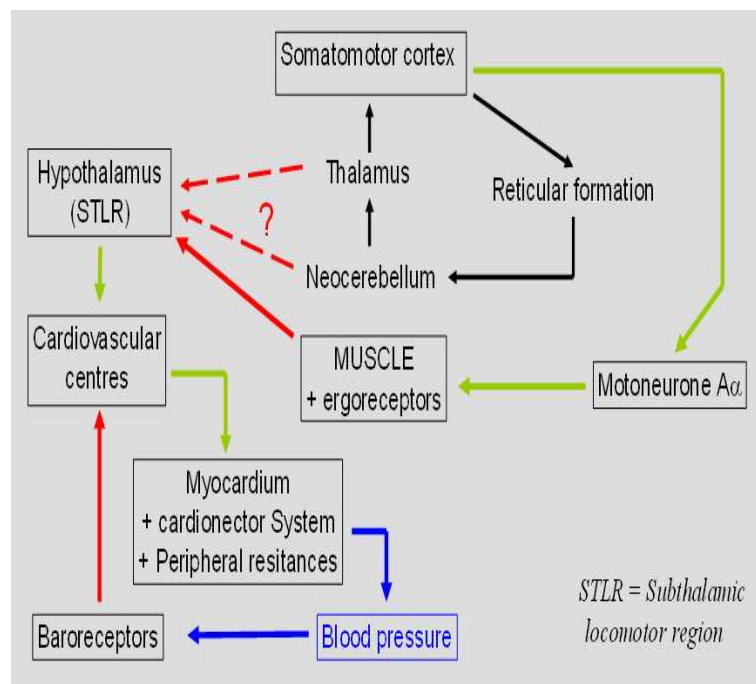 Somatomotor cortex
Hypothalamus
(STLR)
Thalamus
Reticular formation
?
Neocerebellum
Cardiovascular
centres
MUSCLE
+ ergoreceptors
Motoneurone Aα
Myocardium
+ cardionector System
+ Peripheral resitances
Baroreceptors
Blood pressure
STLR = Subthalamic
locomotor region